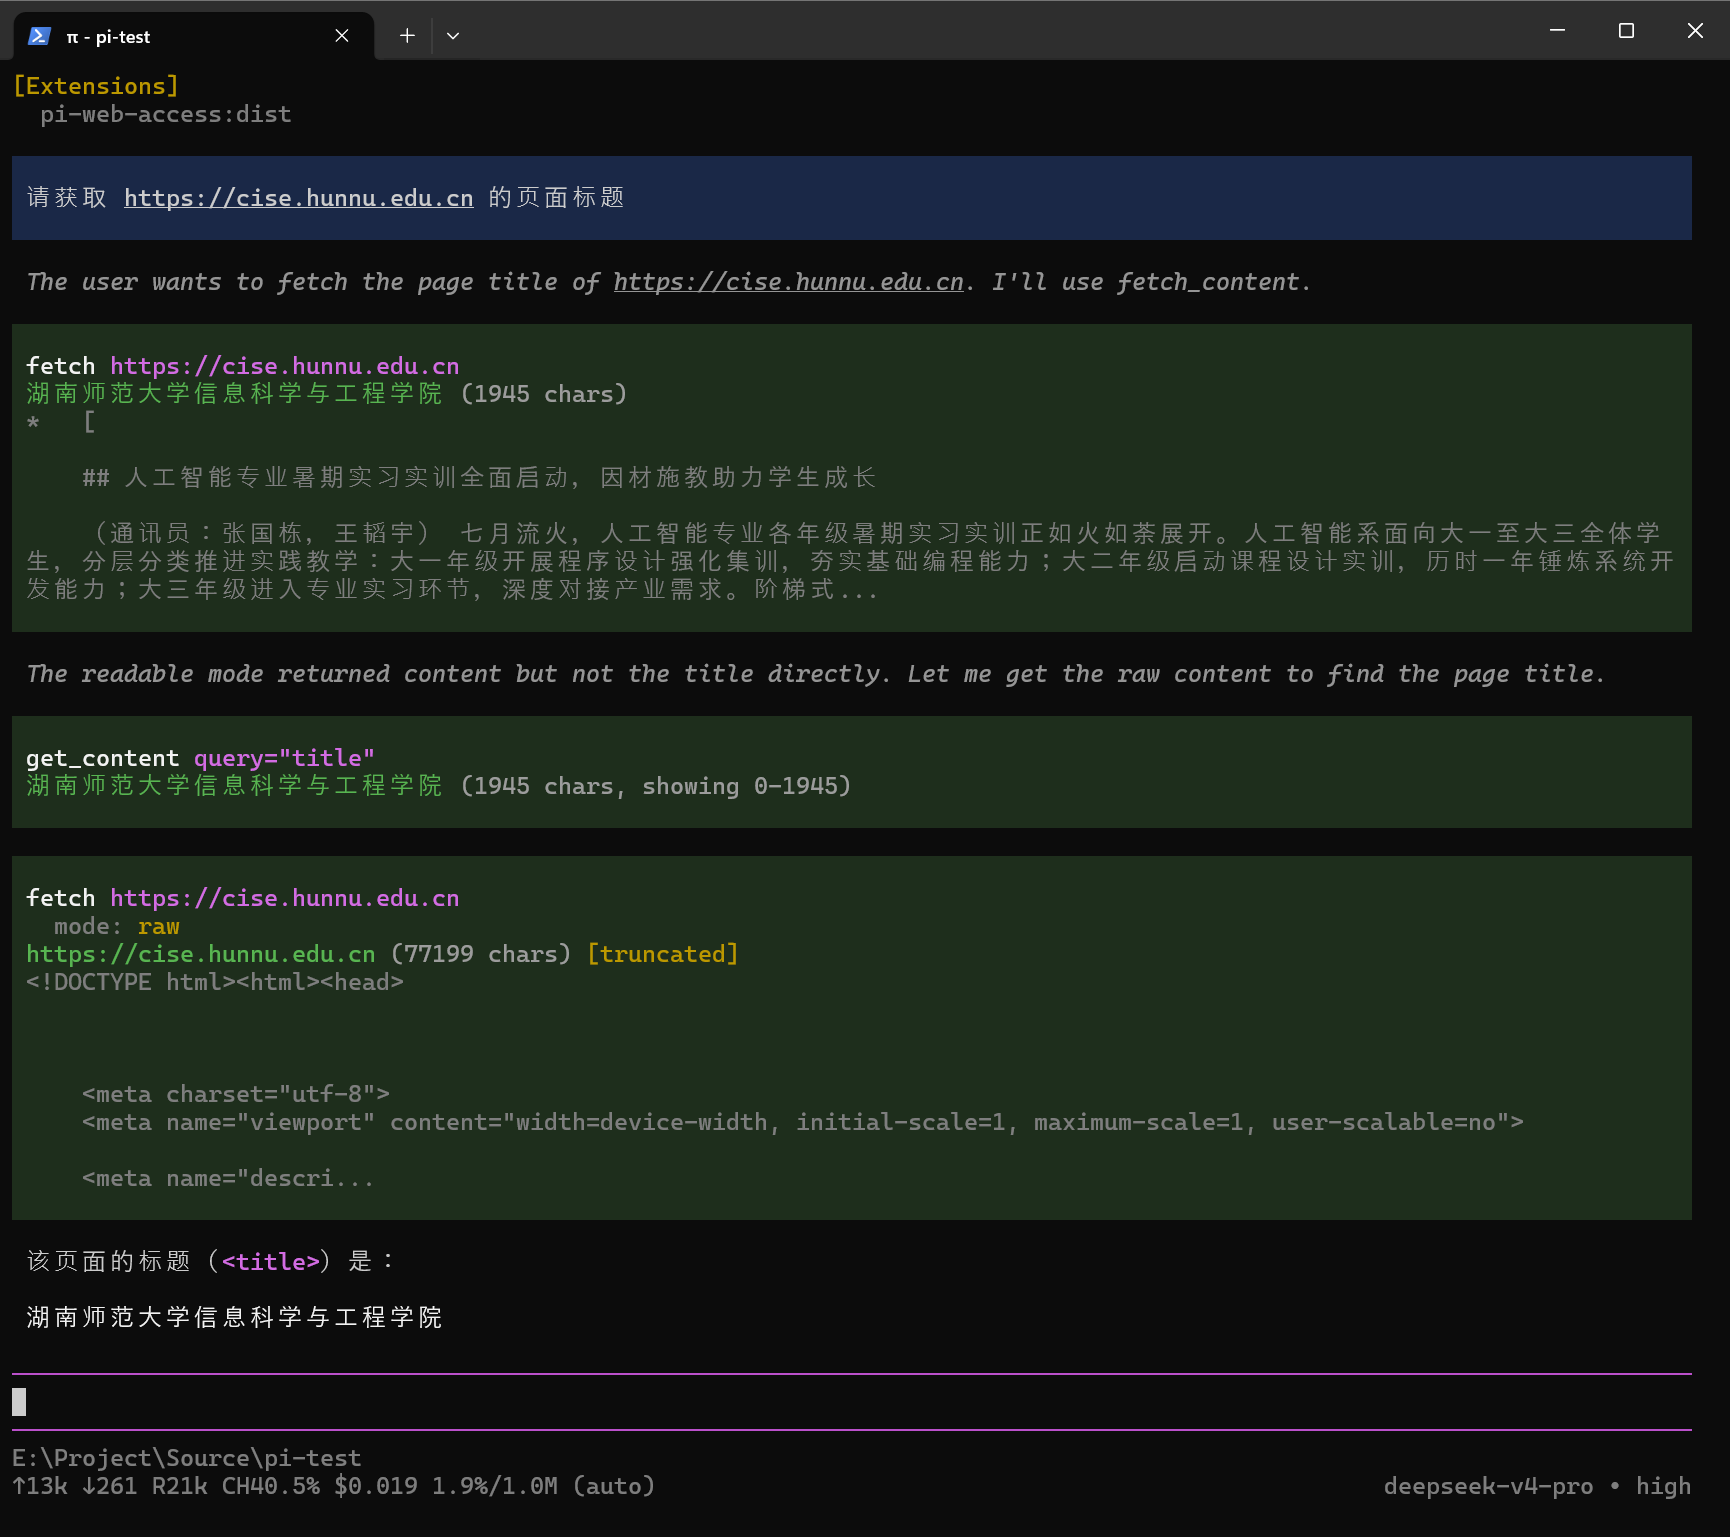 π - pi-test
[Extensions]
pi-web-access:dist
请获取 https://cise.hunnu.edu.cn 的页面标题
The user wants to fetch the page title of https://cise.hunnu.edu.cn. I'll use fetch_content.
fetch https://cise.hunnu.edu.cn
湖南师范大学信息科学与工程学院 (1945 chars)
*   [
## 人工智能专业暑期实习实训全面启动，因材施教助力学生成长
（通讯员：张国栋，王韬宇） 七月流火，人工智能专业各年级暑期实习实训正如火如荼展开。人工智能系面向大一至大三全体学
生，分层分类推进实践教学：大一年级开展程序设计强化集训，夯实基础编程能力；大二年级启动课程设计实训，历时一年锤炼系统开
发能力；大三年级进入专业实习环节，深度对接产业需求。阶梯式...
The readable mode returned content but not the title directly. Let me get the raw content to find the page title.
get_content query="title"
湖南师范大学信息科学与工程学院 (1945 chars, showing 0-1945)
fetch https://cise.hunnu.edu.cn
mode: raw
https://cise.hunnu.edu.cn (77199 chars) [truncated]
<!DOCTYPE html><html><head>
<meta charset="utf-8">
<meta name="viewport" content="width=device-width, initial-scale=1, maximum-scale=1, user-scalable=no">
<meta name="descri...
该页面的标题（<title>）是：
湖南师范大学信息科学与工程学院
E:\Project\Source\pi-test
↑13k ↓261 R21k CH40.5% $0.019 1.9%/1.0M (auto) deepseek-v4-pro • high